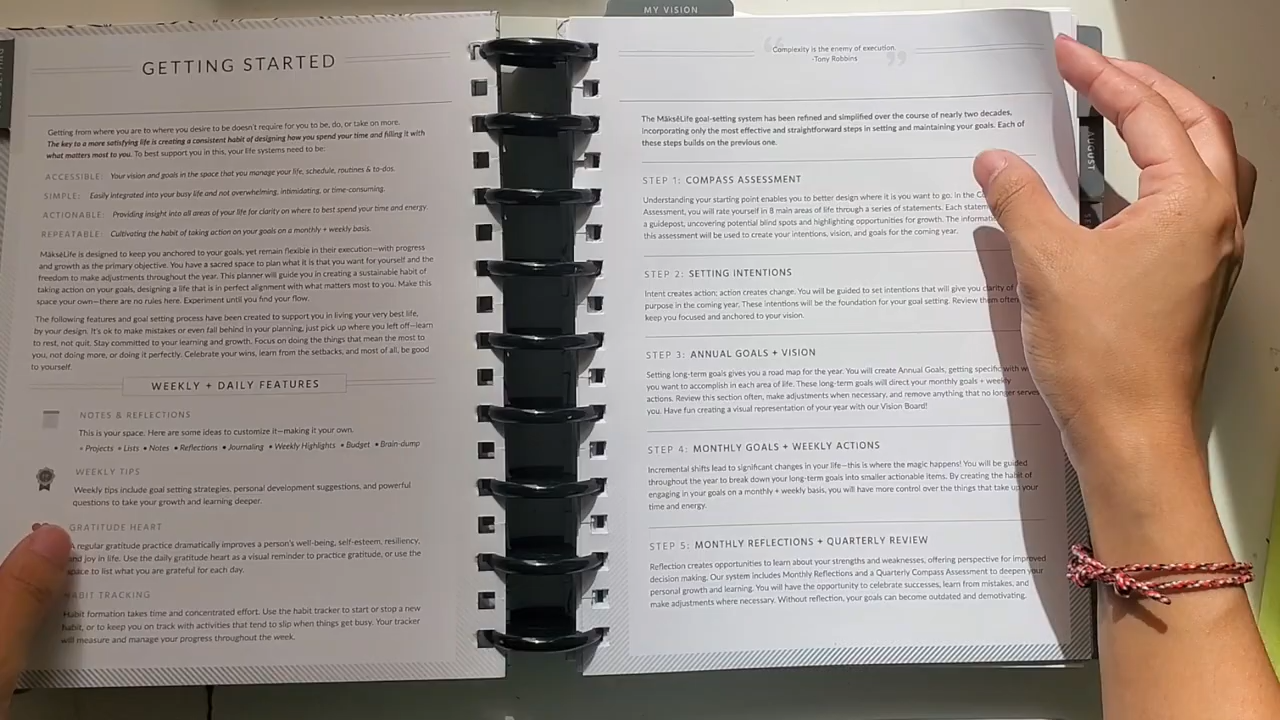 MY VISION
GETTING STARTED
Getting from where you are to where you desire to be doesn't require for you to be, do, or take on more.
The key to a more satisfying life is creating a consistent habit of designing how you spend your time and filling it with
what matters most to you. To best support you in this, your life systems need to be:
ACCESSIBLE: Your vision and goals in the space that you manage your life, schedule, routines & to-dos.
SIMPLE: Easily integrated into your busy life and not overwhelming, intimidating, or time-consuming.
ACTIONABLE: Providing insight into all areas of your life for clarity on where to best spend your time and energy.
REPEATABLE: Cultivating the habit of taking action on your goals on a monthly + weekly basis.
MäkséLife is designed to keep you anchored to your goals, yet remain flexible in their execution—with progress
and growth as the primary objective. You have a sacred space to plan what it is that you want for yourself and the
freedom to make adjustments throughout the year. This planner will guide you in creating a sustainable habit of
taking action on your goals, designing a life that is in perfect alignment with what matters most to you. Make this
space your own—there are no rules here. Experiment until you find your flow.
The following features and goal setting process have been created to support you in living your very best life,
by your design. It's ok to make mistakes or even fall behind in your planning, just pick up where you left off—learn
to rest, not quit. Stay committed to your learning and growth. Focus on doing the things that mean the most to
you, not doing more, or doing it perfectly. Celebrate your wins, learn from the setbacks, and most of all, be good
to yourself.
WEEKLY + DAILY FEATURES
NOTES & REFLECTIONS
This is your space. Here are some ideas to customize it—making it your own.
• Projects • Lists • Notes • Reflections • Journaling • Weekly Highlights • Budget • Brain-dump
WEEKLY TIPS
Weekly tips include goal setting strategies, personal development suggestions, and powerful
questions to take your growth and learning deeper.
GRATITUDE HEART
A regular gratitude practice dramatically improves a person's well-being, self-esteem, resiliency,
and joy in life. Use the daily gratitude heart as a visual reminder to practice gratitude, or use the
space to list what you are grateful for each day.
HABIT TRACKING
Habit formation takes time and concentrated effort. Use the habit tracker to start or stop a new
habit, or to keep you on track with activities that tend to slip when things get busy. Your tracker
will measure and manage your progress throughout the week.
Complexity is the enemy of execution.
-Tony Robbins
The MäkséLife goal-setting system has been refined and simplified over the course of nearly two decades,
incorporating only the most effective and straightforward steps in setting and maintaining your goals. Each of
these steps builds on the previous one.
STEP 1: COMPASS ASSESSMENT
Understanding your starting point enables you to better design where it is you want to go. In the
Assessment, you will rate yourself in 8 main areas of life through a series of statements. Each
a guidepost, uncovering potential blind spots and highlighting opportunities for growth. The
this assessment will be used to create your intentions, vision, and goals for the coming year.
STEP 2: SETTING INTENTIONS
Intent creates action; action creates change. You will be guided to set intentions that will give you clarity of
purpose in the coming year. These intentions will be the foundation for your goal setting. Review them often
keep you focused and anchored to your vision.
STEP 3: ANNUAL GOALS + VISION
Setting long-term goals gives you a road map for the year. You will create Annual Goals, getting specific with
you want to accomplish in each area of life. These long-term goals will direct your monthly goals + weekly
actions. Review this section often, make adjustments when necessary, and remove anything that no longer serves
you. Have fun creating a visual representation of your year with our Vision Board!
STEP 4: MONTHLY GOALS + WEEKLY ACTIONS
Incremental shifts lead to significant changes in your life—this is where the magic happens! You will be guided
throughout the year to break down your long-term goals into smaller actionable items. By creating the habit of
engaging in your goals on a monthly + weekly basis, you will have more control over the things that take up your
time and energy.
STEP 5: MONTHLY REFLECTIONS + QUARTERLY REVIEW
Reflection creates opportunities to learn about your strengths and weaknesses, offering perspective for improved
decision making. Our system includes Monthly Reflections and a Quarterly Compass Assessment to deepen your
personal growth and learning. You will have the opportunity to celebrate successes, learn from mistakes, and
make adjustments where necessary. Without reflection, your goals can become outdated and demotivating.
AUGUST